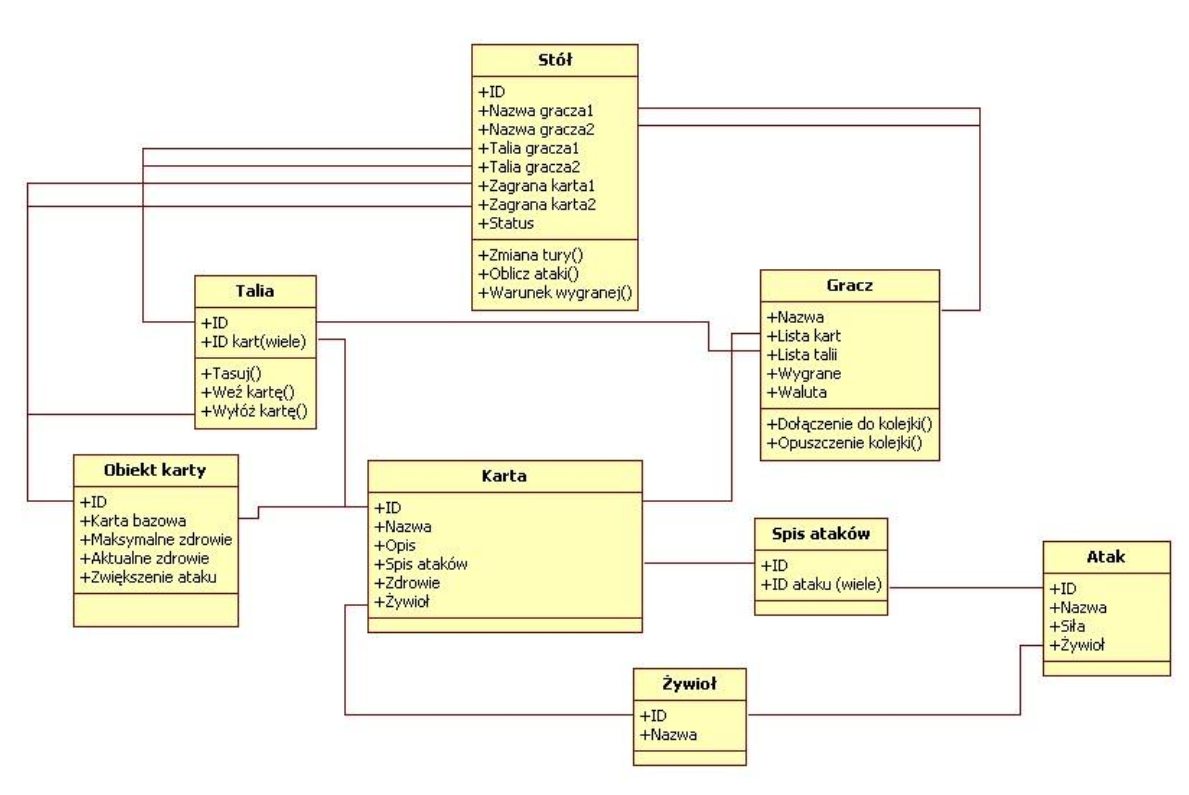 Stół
+ID
+Nazwa gracza1
+Nazwa gracza2
+Talia gracza1
+Talia gracza2
+Zagrana karta1
+Zagrana karta2
+Status
+Zmiana tury()
+Oblicz ataki()
+Warunek wygranej()
Talia
+ID
+ID kart(wiele)
+Tasuj()
+Weź kartę()
+Wyłóż kartę()
Gracz
+Nazwa
+Lista kart
+Lista talii
+Wygrane
+Waluta
+Dołączenie do kolejki()
+Opuszczenie kolejki()
Obiekt karty
+ID
+Karta bazowa
+Maksymalne zdrowie
+Aktualne zdrowie
+Zwiększenie ataku
Karta
+ID
+Nazwa
+Opis
+Spis ataków
+Zdrowie
+Żywioł
Spis ataków
+ID
+ID ataku (wiele)
Atak
+ID
+Nazwa
+Siła
+Żywioł
Żywioł
+ID
+Nazwa